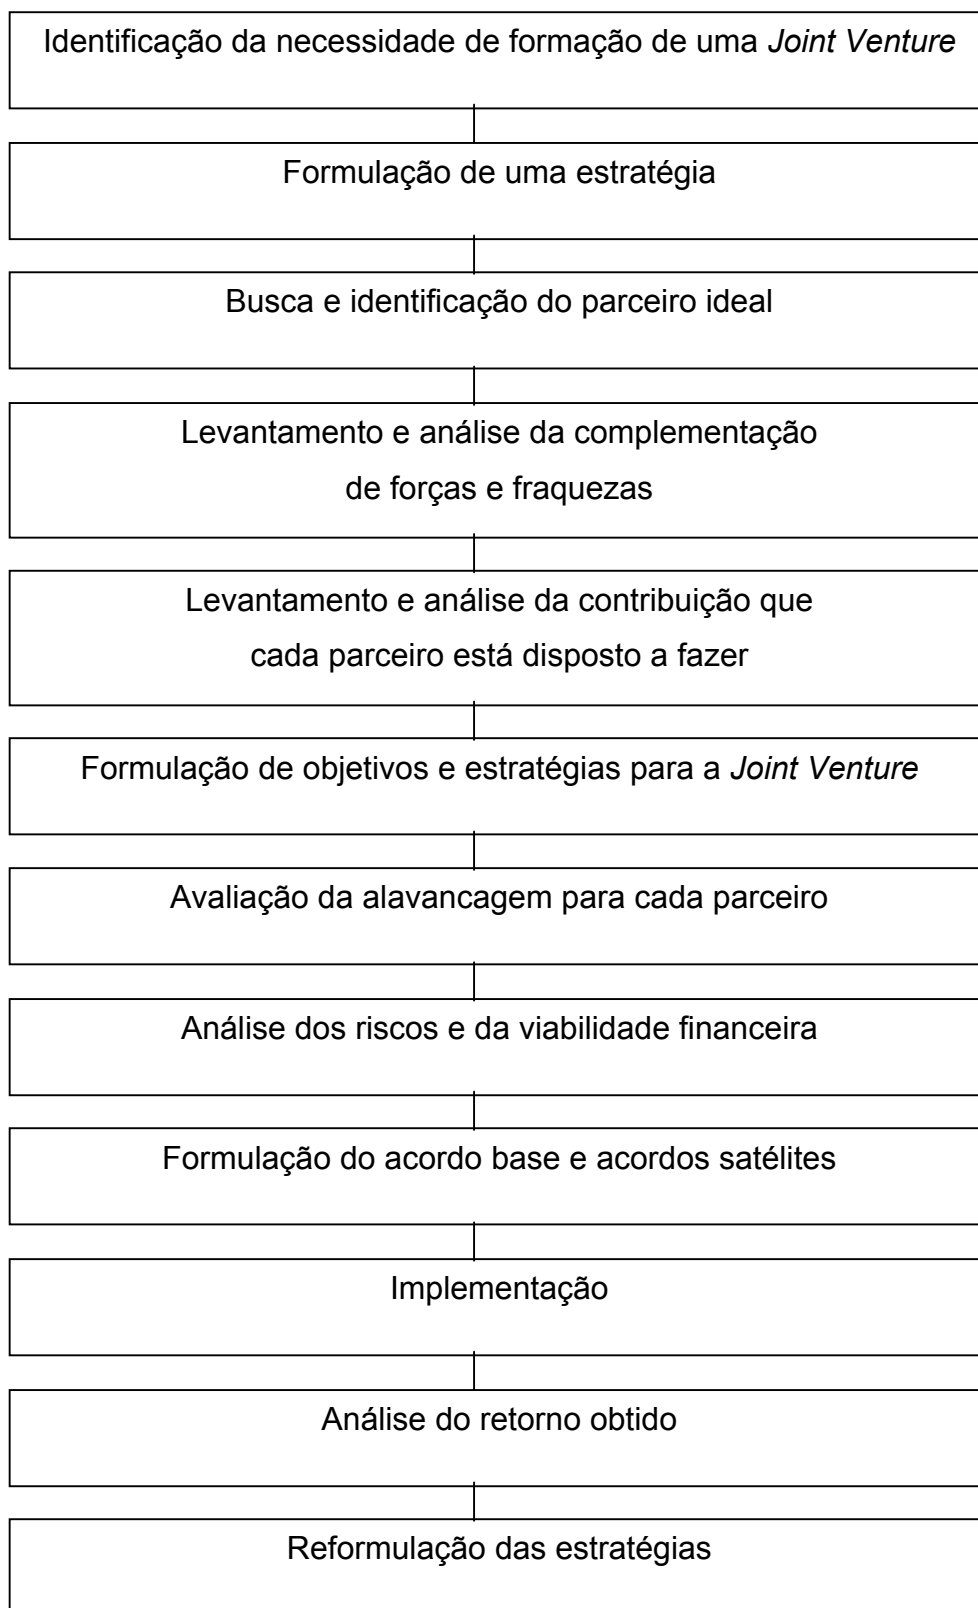 Identificação da necessidade de formação de uma Joint Venture
Formulação de uma estratégia
Busca e identificação do parceiro ideal
Levantamento e análise da complementação
de forças e fraquezas
Levantamento e análise da contribuição que
cada parceiro está disposto a fazer
Formulação de objetivos e estratégias para a Joint Venture
Avaliação da alavancagem para cada parceiro
Análise dos riscos e da viabilidade financeira
Formulação do acordo base e acordos satélites
Implementação
Análise do retorno obtido
Reformulação das estratégias